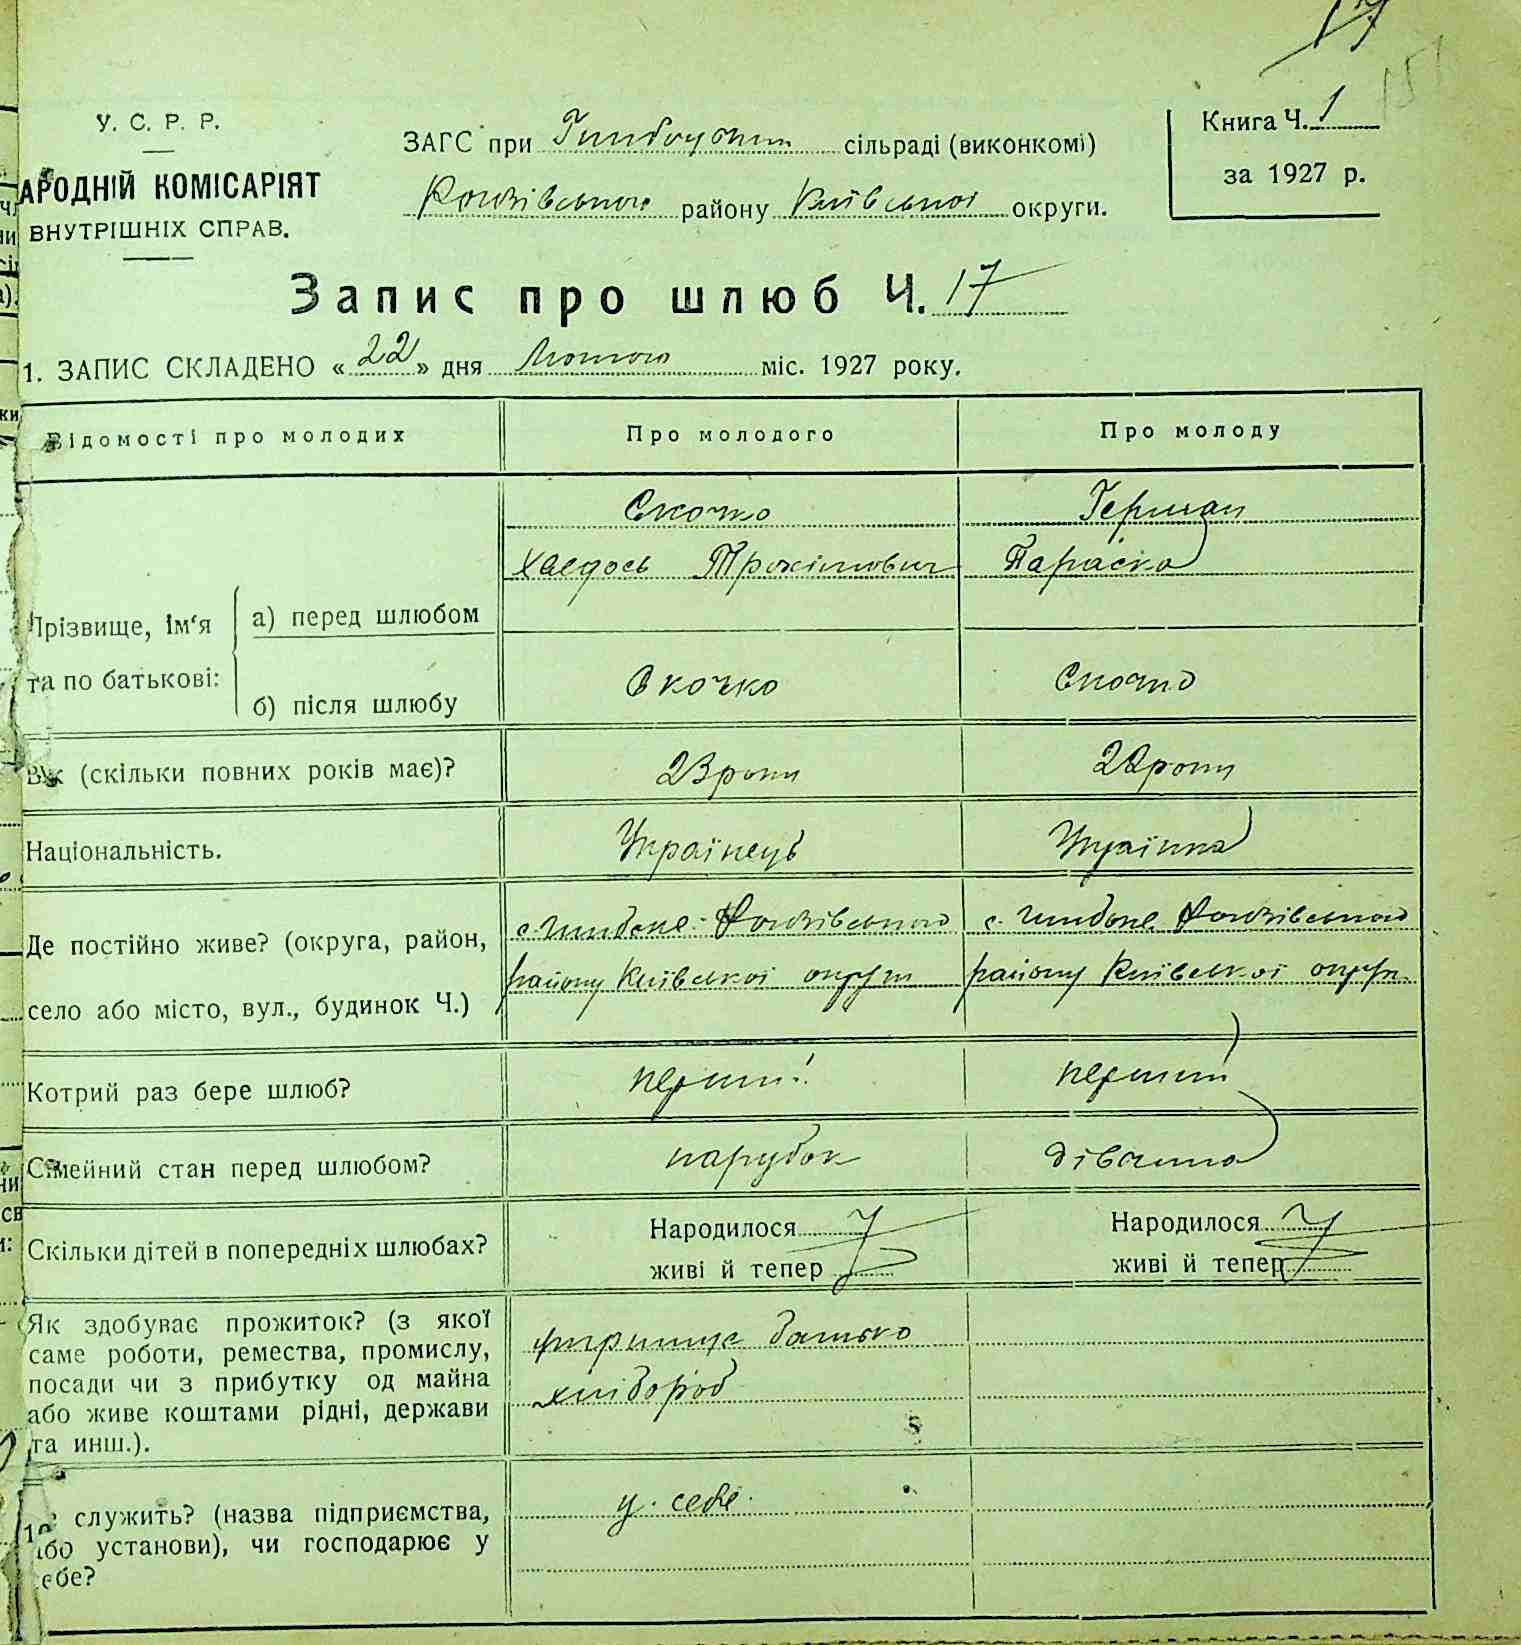 У. С. Р. Р.
АРОДНІЙ КОМІСАРІЯТ
ВНУТРІШНІХ СПРАВ.
ЗАГС при сільраді (виконкомі)
району Київської округи.
Книга Ч. 1
за 1927 р.
Запис про шлюб Ч. 17
1. ЗАПИС СКЛАДЕНО « 22 » дня Лютого міс. 1927 року.
Відомості про молодих Про молодого Про молоду
Скочко Герман
Хведось Трохімович Параска
Прізвище, ім'я та по батькові: а) перед шлюбом
б) після шлюбу Скочко Скочко
Вік (скільки повних років має)? 23 роки 22 роки
Національність. Українець Українка
Де постійно живе? (округа, район, с.
село або місто, вул., будинок Ч.) району Київської округи району Київської округи
Котрий раз бере шлюб? перший перший
Сімейний стан перед шлюбом? парубок дівчина
Скільки дітей в попередніх шлюбах? Народилося Народилося
живі й тепер живі й тепер
Як здобуває прожиток? (з якої
саме роботи, ремества, промислу, батько
посади чи з прибутку од майна хлібороб
або живе коштами рідні, держави
та инш.).
служить? (назва підприємства, у себе
або установи), чи господарює у
себе?